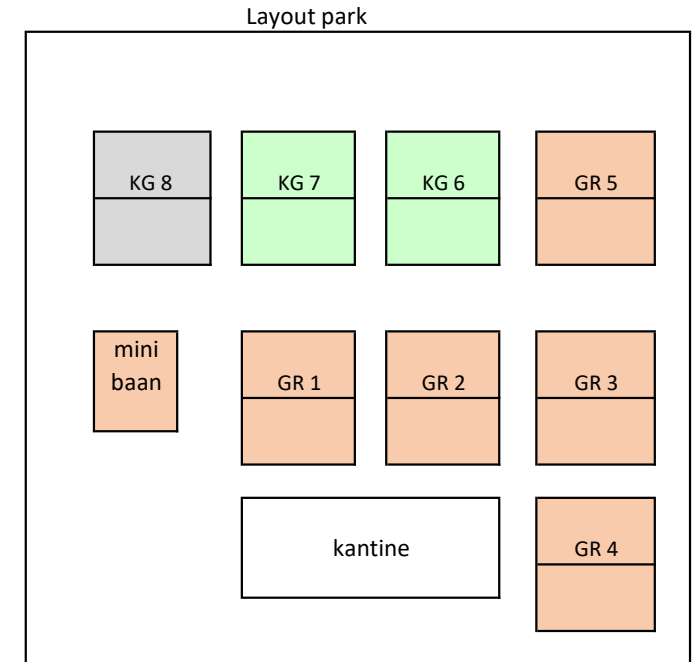 Layout park
KG 8
KG 7
KG 6
GR 5
mini
baan
GR 1
GR 2
GR 3
kantine
GR 4